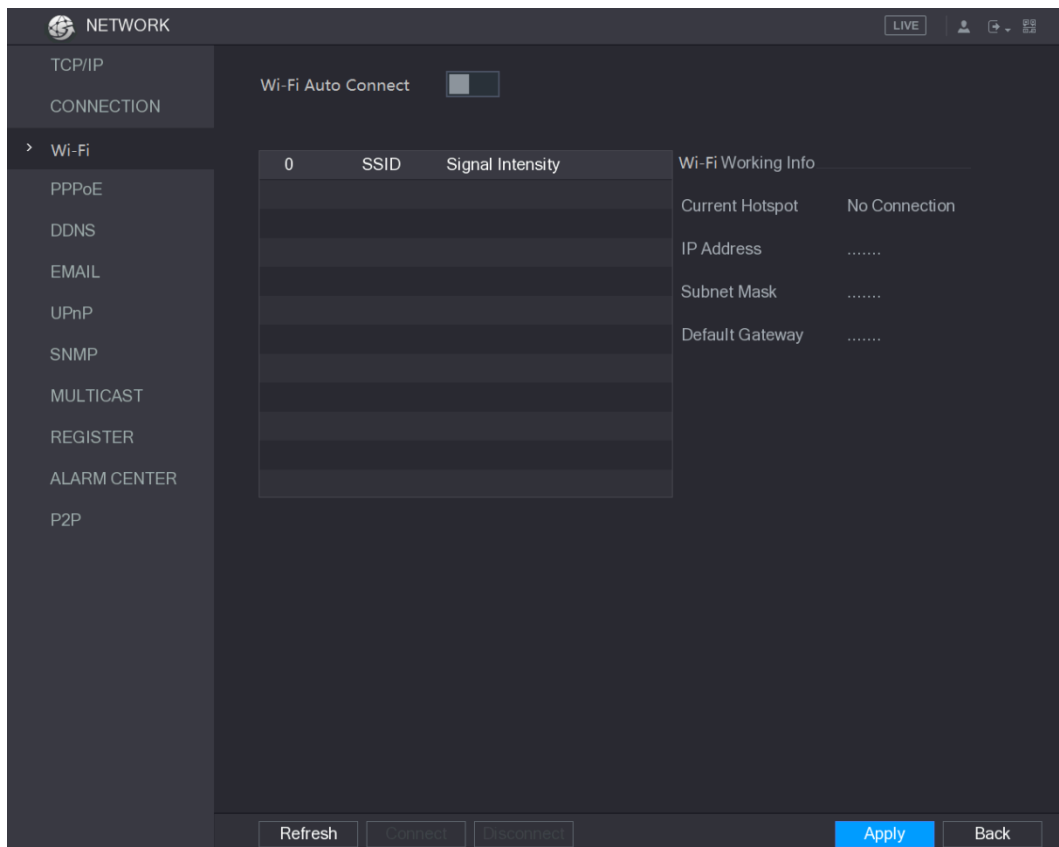 NETWORK
LIVE
TCP/IP
CONNECTION
Wi-Fi
PPPoE
DDNS
EMAIL
UPnP
SNMP
MULTICAST
REGISTER
ALARM CENTER
P2P
Wi-Fi Auto Connect
0 SSID Signal Intensity
Wi-Fi Working Info
Current Hotspot No Connection
IP Address .......
Subnet Mask .......
Default Gateway .......
Refresh Connect Disconnect Apply Back